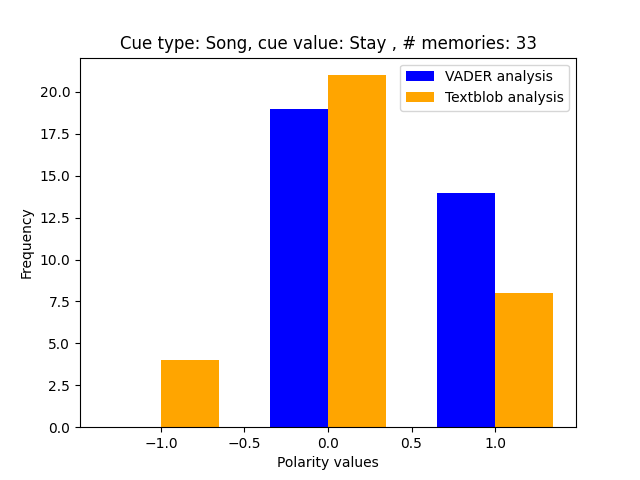 Cue type: Song, cue value: Stay , # memories: 33
VADER analysis
Textblob analysis
20.0
17.5
15.0
12.5
10.0
7.5
5.0
2.5
0.0
Frequency
−1.0 −0.5 0.0 0.5 1.0
Polarity values